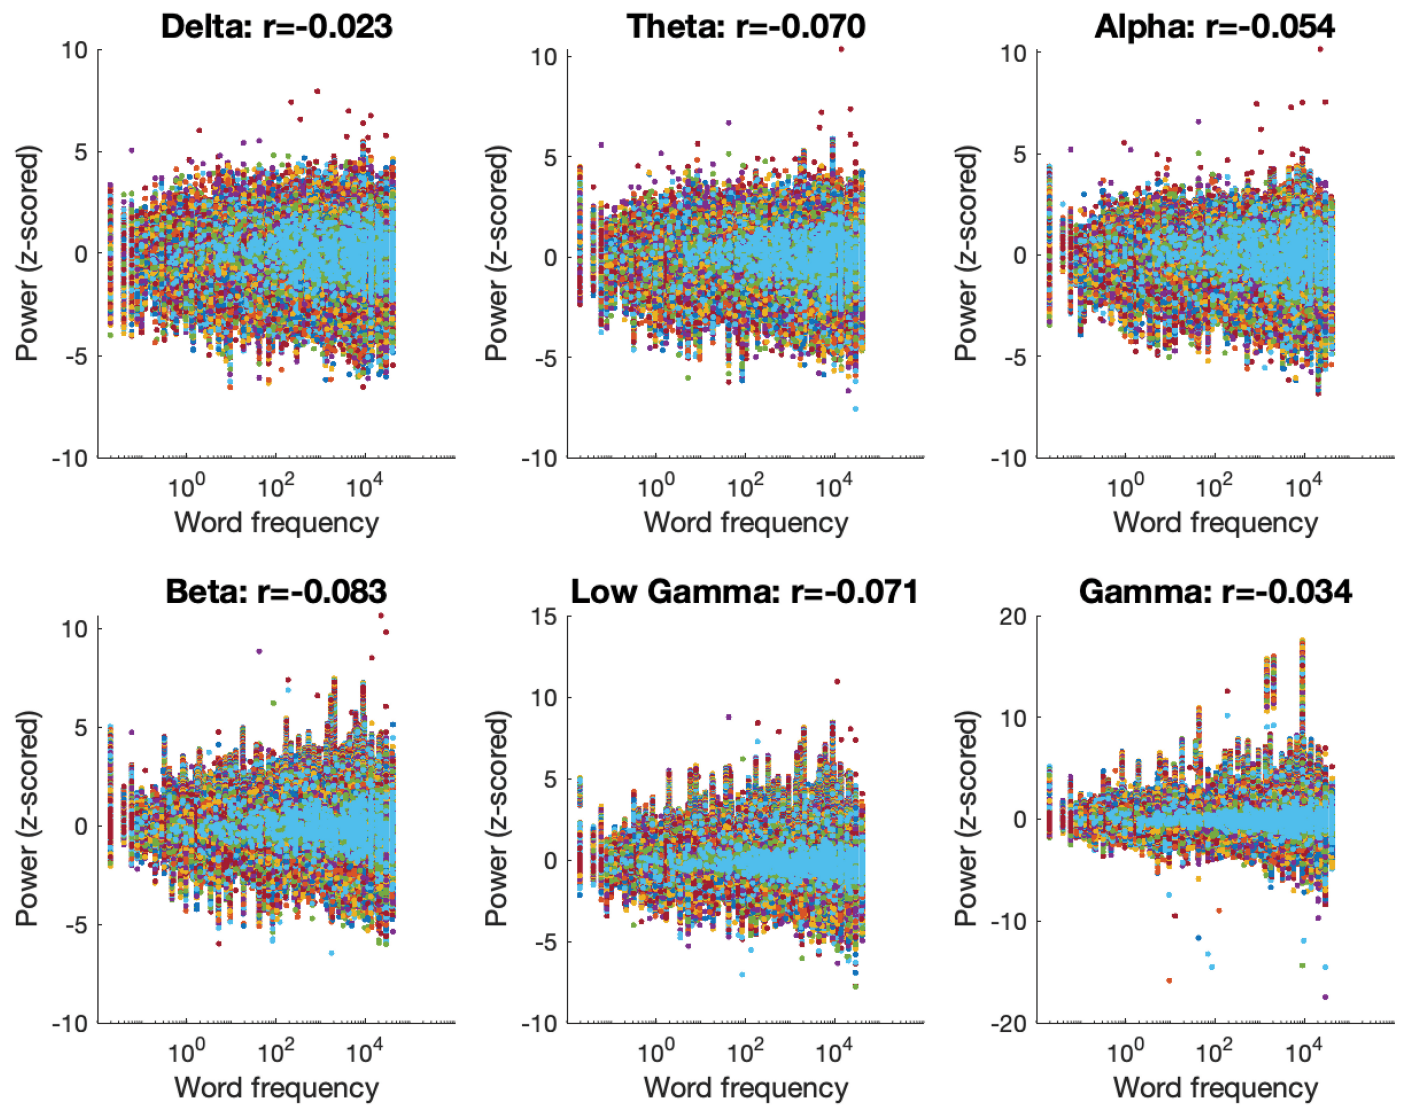 Delta: r=-0.023
10
5
0
-5
-10
Power (z-scored)
10^0 10^2 10^4
Word frequency
Theta: r=-0.070
10
5
0
-5
-10
Power (z-scored)
10^0 10^2 10^4
Word frequency
Alpha: r=-0.054
10
5
0
-5
-10
Power (z-scored)
10^0 10^2 10^4
Word frequency
Beta: r=-0.083
10
5
0
-5
-10
Power (z-scored)
10^0 10^2 10^4
Word frequency
Low Gamma: r=-0.071
15
10
5
0
-5
-10
Power (z-scored)
10^0 10^2 10^4
Word frequency
Gamma: r=-0.034
20
10
0
-10
-20
Power (z-scored)
10^0 10^2 10^4
Word frequency